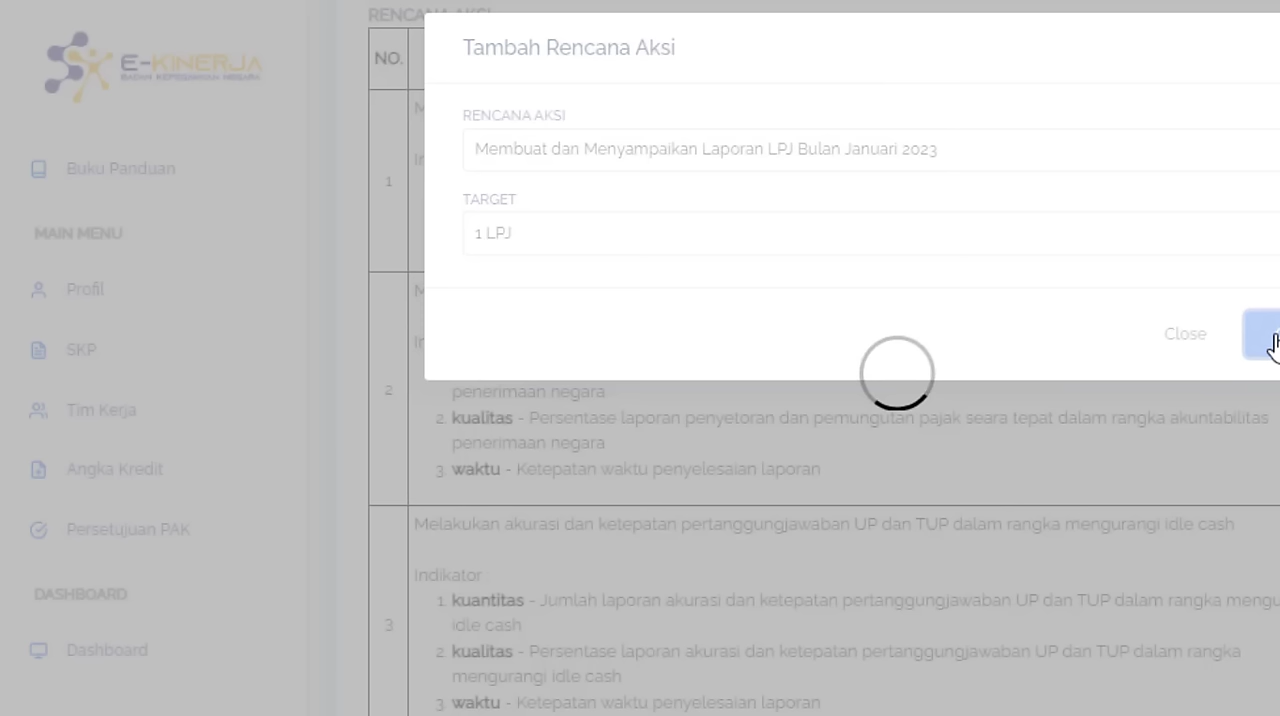 E-KINERJA
BADAN KEPEGAWAIAN NEGARA
Buku Panduan
MAIN MENU
Profil
SKP
Tim Kerja
Angka Kredit
Persetujuan PAK
DASHBOARD
Dashboard
RENCANA AKSI
NO.
Tambah Rencana Aksi
RENCANA AKSI
Membuat dan Menyampaikan Laporan LPJ Bulan Januari 2023
TARGET
1 LPJ
Close
1
2
penerimaan negara
2. kualitas - Persentase laporan penyetoran dan pemungutan pajak seara tepat dalam rangka akuntabilitas
penerimaan negara
3. waktu - Ketepatan waktu penyelesaian laporan
3
Melakukan akurasi dan ketepatan pertanggungjawaban UP dan TUP dalam rangka mengurangi idle cash
Indikator :
1. kuantitas - Jumlah laporan akurasi dan ketepatan pertanggungjawaban UP dan TUP dalam rangka mengu
idle cash
2. kualitas - Persentase laporan akurasi dan ketepatan pertanggungjawaban UP dan TUP dalam rangka
mengurangi idle cash
3. waktu - Ketepatan waktu penyelesaian laporan